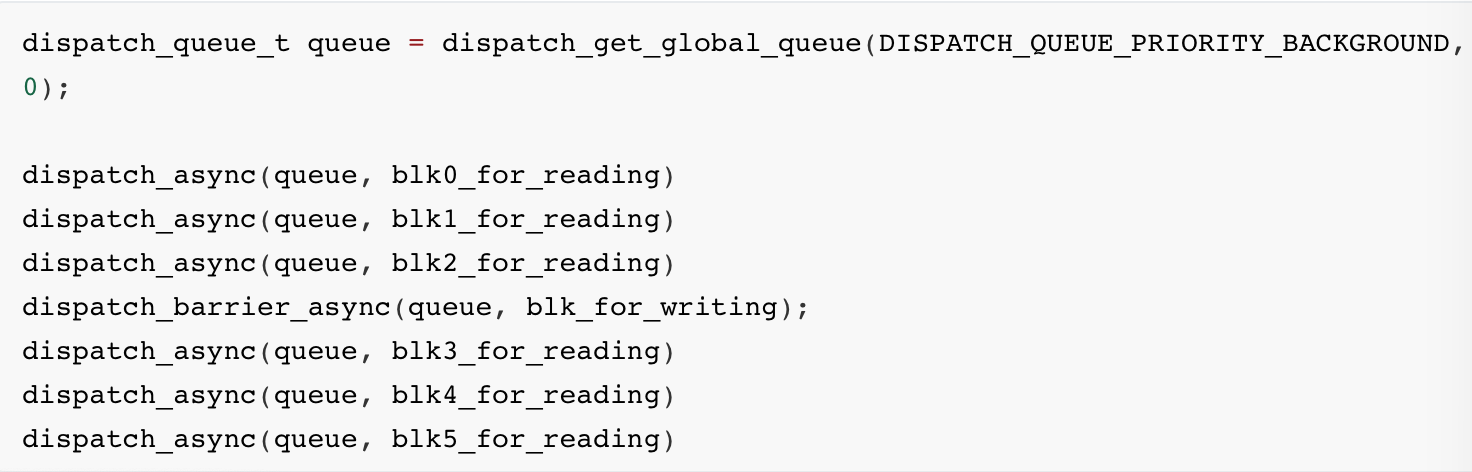 dispatch_queue_t queue = dispatch_get_global_queue(DISPATCH_QUEUE_PRIORITY_BACKGROUND,
0);
dispatch_async(queue, blk0_for_reading)
dispatch_async(queue, blk1_for_reading)
dispatch_async(queue, blk2_for_reading)
dispatch_barrier_async(queue, blk_for_writing);
dispatch_async(queue, blk3_for_reading)
dispatch_async(queue, blk4_for_reading)
dispatch_async(queue, blk5_for_reading)